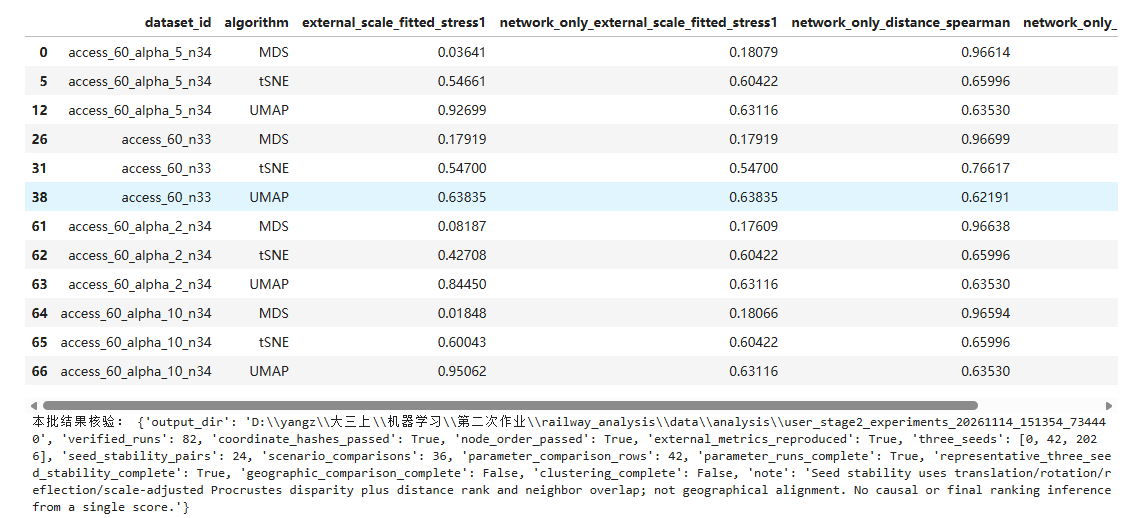 dataset_id algorithm external_scale_fitted_stress1 network_only_external_scale_fitted_stress1 network_only_distance_spearman network_only_
0 access_60_alpha_5_n34 MDS 0.03641 0.18079 0.96614
5 access_60_alpha_5_n34 tSNE 0.54661 0.60422 0.65996
12 access_60_alpha_5_n34 UMAP 0.92699 0.63116 0.63530
26 access_60_n33 MDS 0.17919 0.17919 0.96699
31 access_60_n33 tSNE 0.54700 0.54700 0.76617
38 access_60_n33 UMAP 0.63835 0.63835 0.62191
61 access_60_alpha_2_n34 MDS 0.08187 0.17609 0.96638
62 access_60_alpha_2_n34 tSNE 0.42708 0.60422 0.65996
63 access_60_alpha_2_n34 UMAP 0.84450 0.63116 0.63530
64 access_60_alpha_10_n34 MDS 0.01848 0.18066 0.96594
65 access_60_alpha_10_n34 tSNE 0.60043 0.60422 0.65996
66 access_60_alpha_10_n34 UMAP 0.95062 0.63116 0.63530
本批结果核验： {'output_dir': 'D:\\yangz\\大三上\\机器学习\\第二次作业\\railway_analysis\\data\\analysis\\user_stage2_experiments_20261114_151354_73444
0', 'verified_runs': 82, 'coordinate_hashes_passed': True, 'node_order_passed': True, 'external_metrics_reproduced': True, 'three_seeds': [0, 42, 202
6], 'seed_stability_pairs': 24, 'scenario_comparisons': 36, 'parameter_comparison_rows': 42, 'parameter_runs_complete': True, 'representative_three_see
d_stability_complete': True, 'geographic_comparison_complete': False, 'clustering_complete': False, 'note': 'Seed stability uses translation/rotation/r
eflection/scale-adjusted Procrustes disparity plus distance rank and neighbor overlap; not geographical alignment. No causal or final ranking inference
from a single score.'}